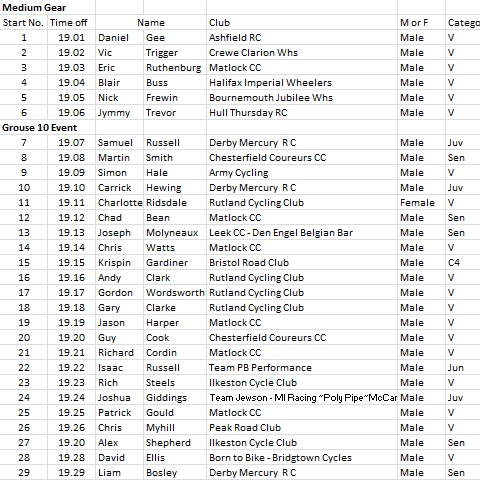 Medium Gear
Start No. Time off Name Club M or F Catego
1 19.01 Daniel Gee Ashfield RC Male V
2 19.02 Vic Trigger Crewe Clarion Whs Male V
3 19.03 Eric Ruthenburg Matlock CC Male V
4 19.04 Blair Buss Halifax Imperial Wheelers Male V
5 19.05 Nick Frewin Bournemouth Jubilee Whs Male V
6 19.06 Jymmy Trevor Hull Thursday RC Male V
Grouse 10 Event
7 19.07 Samuel Russell Derby Mercury R C Male Juv
8 19.08 Martin Smith Chesterfield Coureurs CC Male Sen
9 19.09 Simon Hale Army Cycling Male V
10 19.10 Carrick Hewing Derby Mercury R C Male Juv
11 19.11 Charlotte Ridsdale Rutland Cycling Club Female V
12 19.12 Chad Bean Matlock CC Male Sen
13 19.13 Joseph Molyneaux Leek CC - Den Engel Belgian Bar Male Sen
14 19.14 Chris Watts Matlock CC Male V
15 19.15 Krispin Gardiner Bristol Road Club Male C4
16 19.16 Andy Clark Rutland Cycling Club Male V
17 19.17 Gordon Wordsworth Rutland Cycling Club Male V
18 19.18 Gary Clarke Rutland Cycling Club Male V
19 19.19 Jason Harper Matlock CC Male V
20 19.20 Guy Cook Chesterfield Coureurs CC Male V
21 19.21 Richard Cordin Matlock CC Male V
22 19.22 Isaac Russell Team PB Performance Male Jun
23 19.23 Rich Steels Ilkeston Cycle Club Male V
24 19.24 Joshua Giddings Team Jewson - MI Racing ~Poly Pipe~McCar Male Juv
25 19.25 Patrick Gould Matlock CC Male V
26 19.26 Chris Myhill Peak Road Club Male V
27 19.20 Alex Shepherd Ilkeston Cycle Club Male Sen
28 19.28 David Ellis Born to Bike - Bridgtown Cycles Male V
29 19.29 Liam Bosley Derby Mercury R C Male Sen